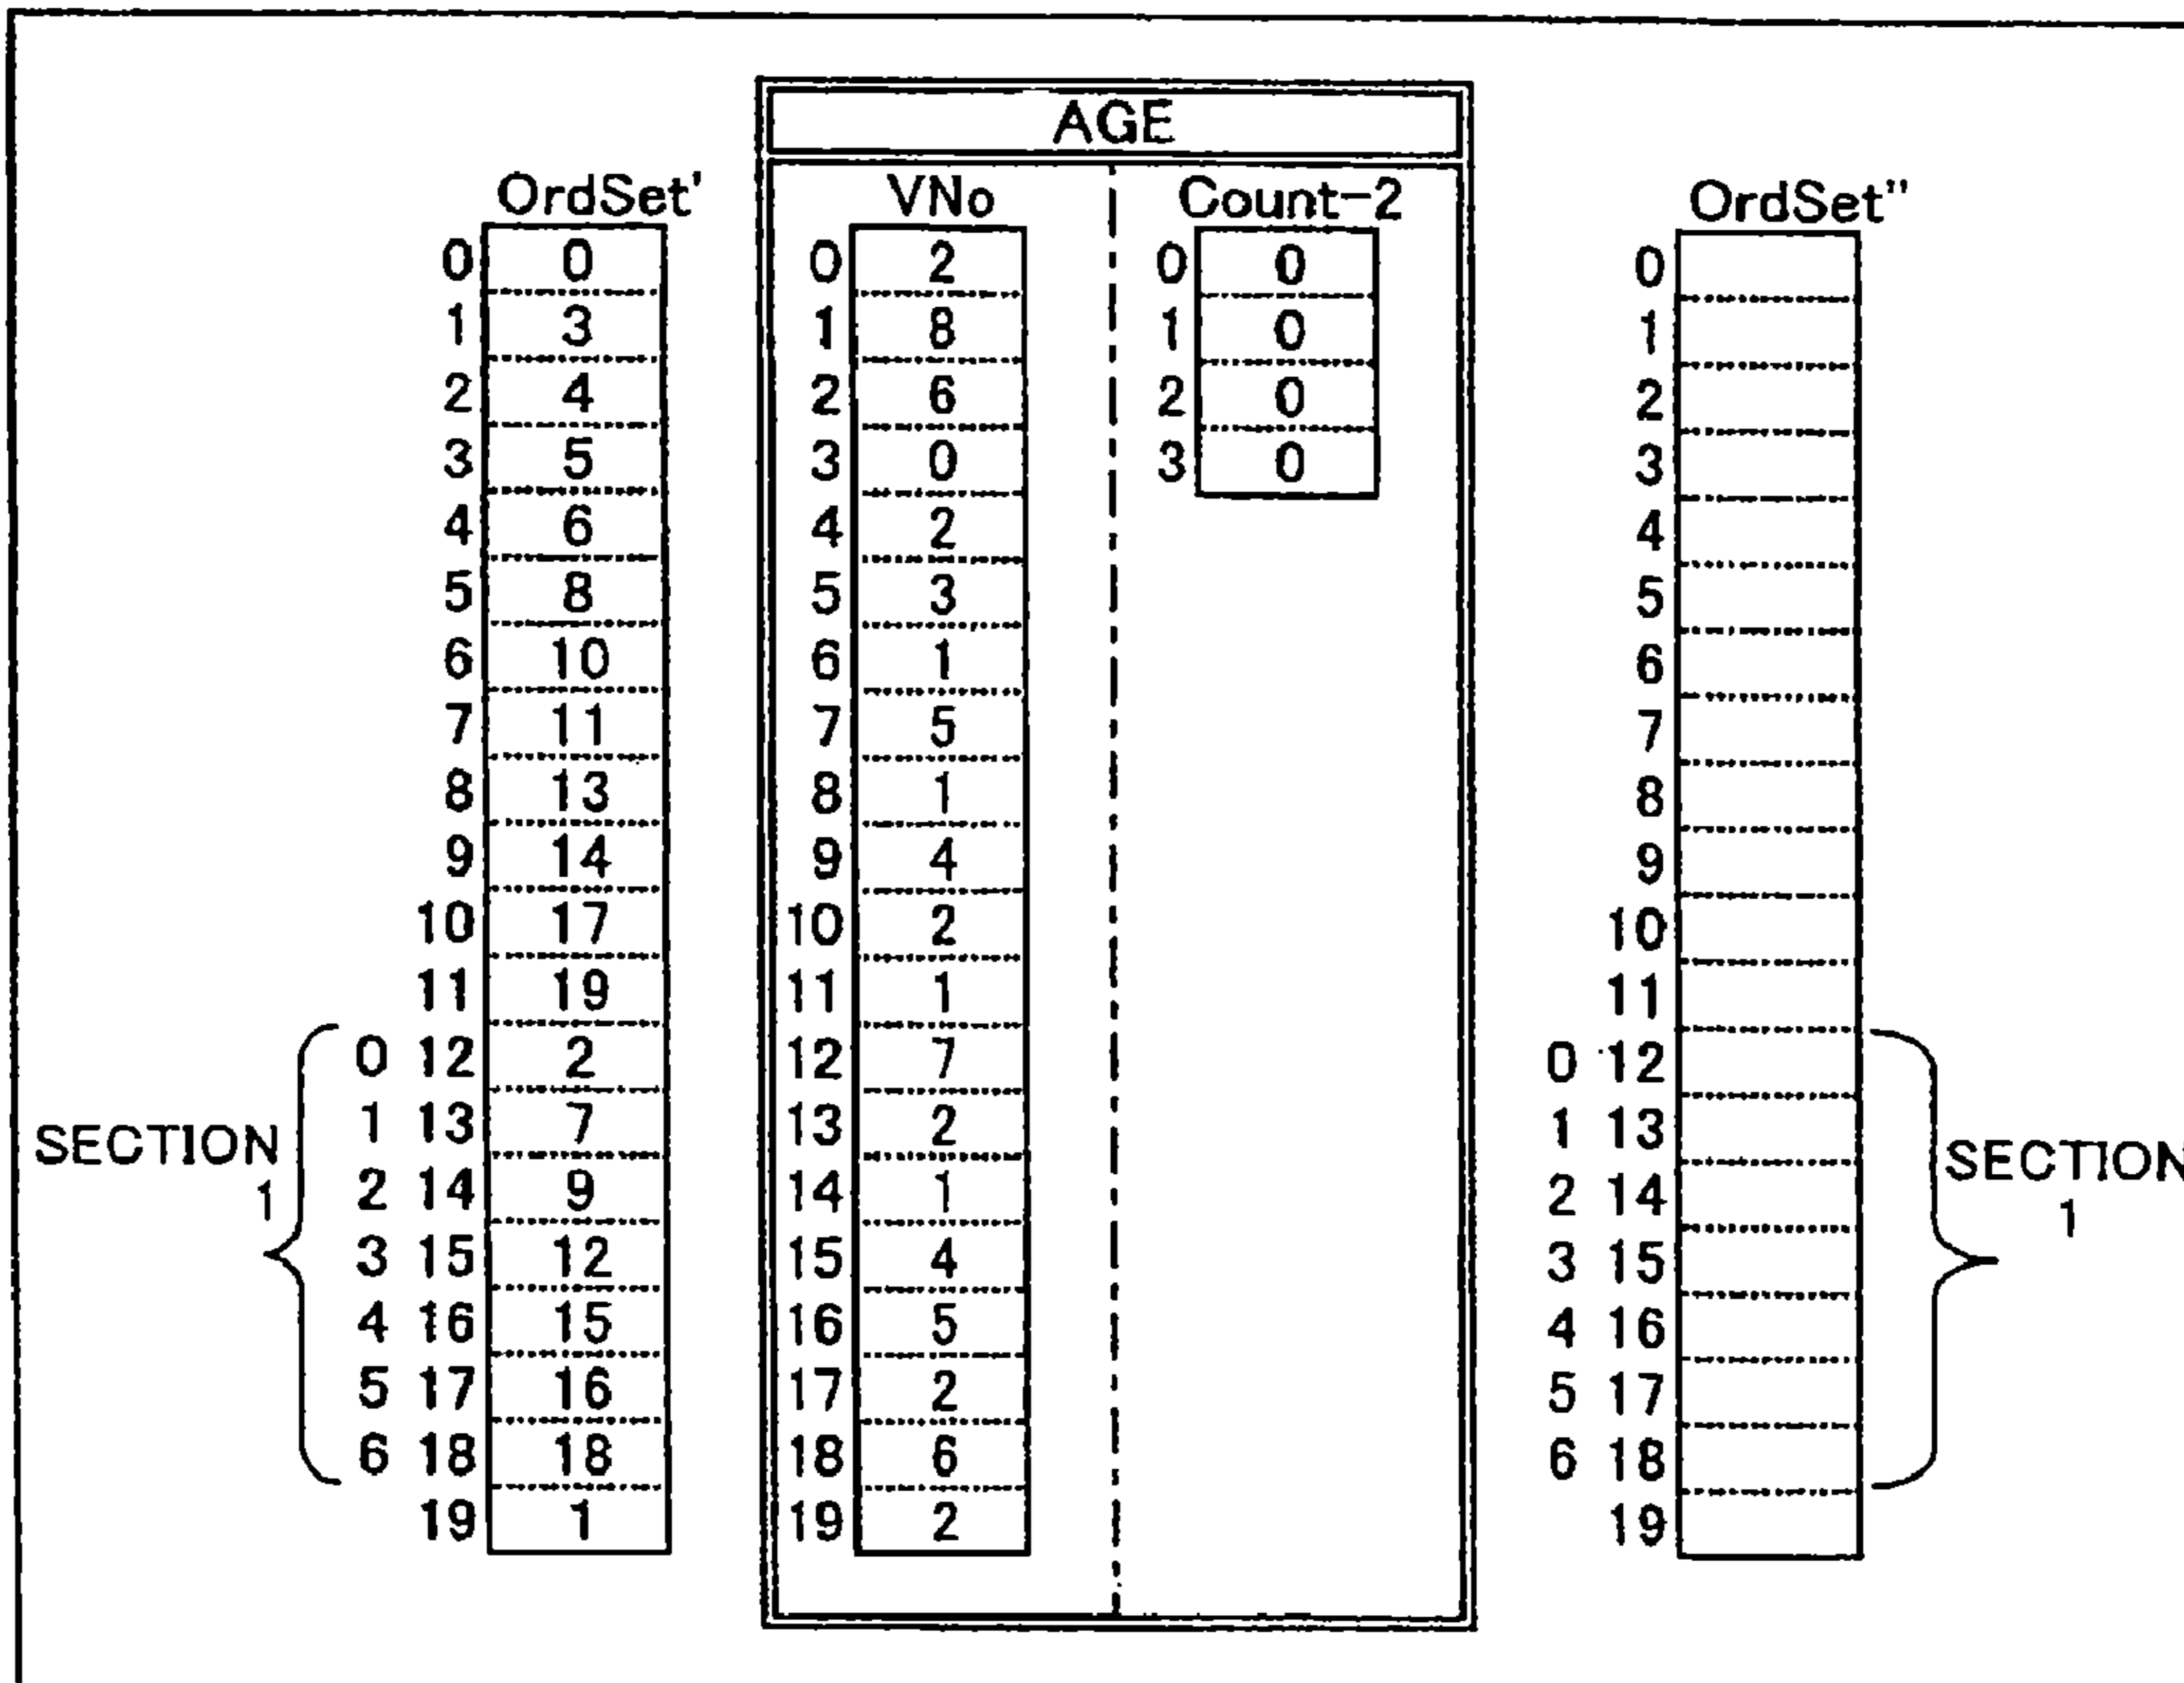 AGE
OrdSet' VNo Count-2 OrdSet"
0 0 0 2 0 0 0
1 3 1 8 1 0 1
2 4 2 6 2 0 2
3 5 3 0 3 0 3
4 6 4 2 4
5 8 5 3 5
6 10 6 1 6
7 11 7 5 7
8 13 8 1 8
9 14 9 4 9
10 17 10 2 10
11 19 11 1 11
0 12 2 12 7 0 12
1 13 7 13 2 1 13
SECTION
1
SECTION
1
2 14 9 14 1 2 14
3 15 12 15 4 3 15
4 16 15 16 5 4 16
5 17 16 17 2 5 17
6 18 18 18 6 6 18
19 1 19 2 19